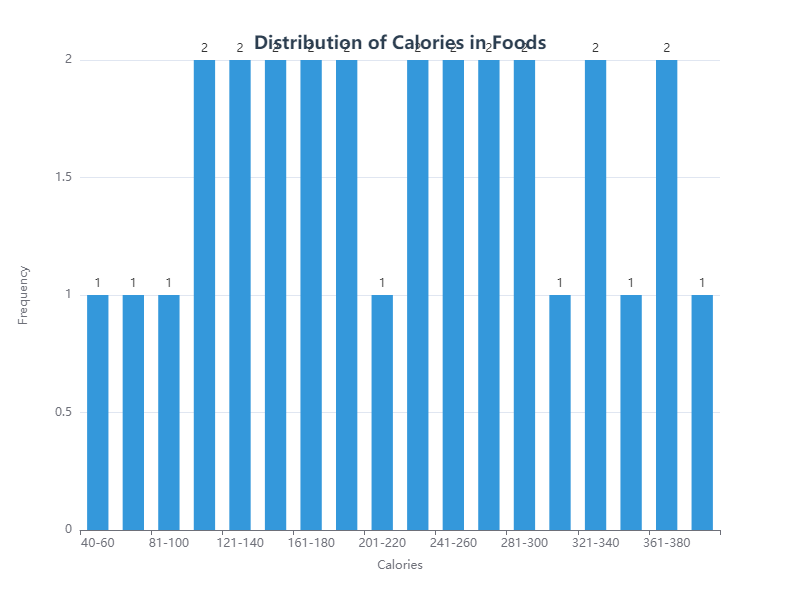 Distribution of Calories in Foods
2 2 2 2 2 2 2 2 2 2 2
2
1.5
1 1 1 1 1 1 1
1
0.5
0
40-60 81-100 121-140 161-180 201-220 241-260 281-300 321-340 361-380
Calories
Frequency